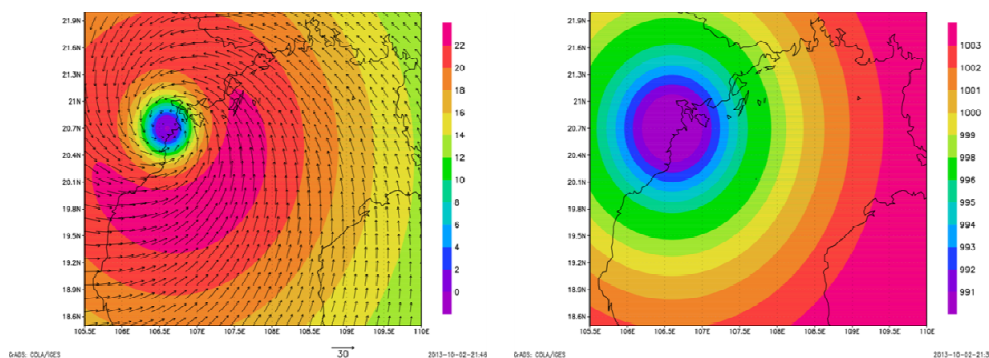 21.9N
21.6N
21.3N
21N
20.7N
20.4N
20.1N
19.8N
19.5N
19.2N
18.9N
18.6N
105.5E 106E 106.5E 107E 107.5E 108E 108.5E 109E 109.5E 110E
22
20
18
16
14
12
10
8
6
4
2
0
GrADS: COLA/IGES
30
2013-10-02-21:46
21.9N
21.6N
21.3N
21N
20.7N
20.4N
20.1N
19.8N
19.5N
19.2N
18.9N
18.6N
105.5E 106E 106.5E 107E 107.5E 108E 108.5E 109E 109.5E 110E
1003
1002
1001
1000
999
998
996
995
994
993
992
991
GrADS: COLA/IGES
2013-10-02-21:3